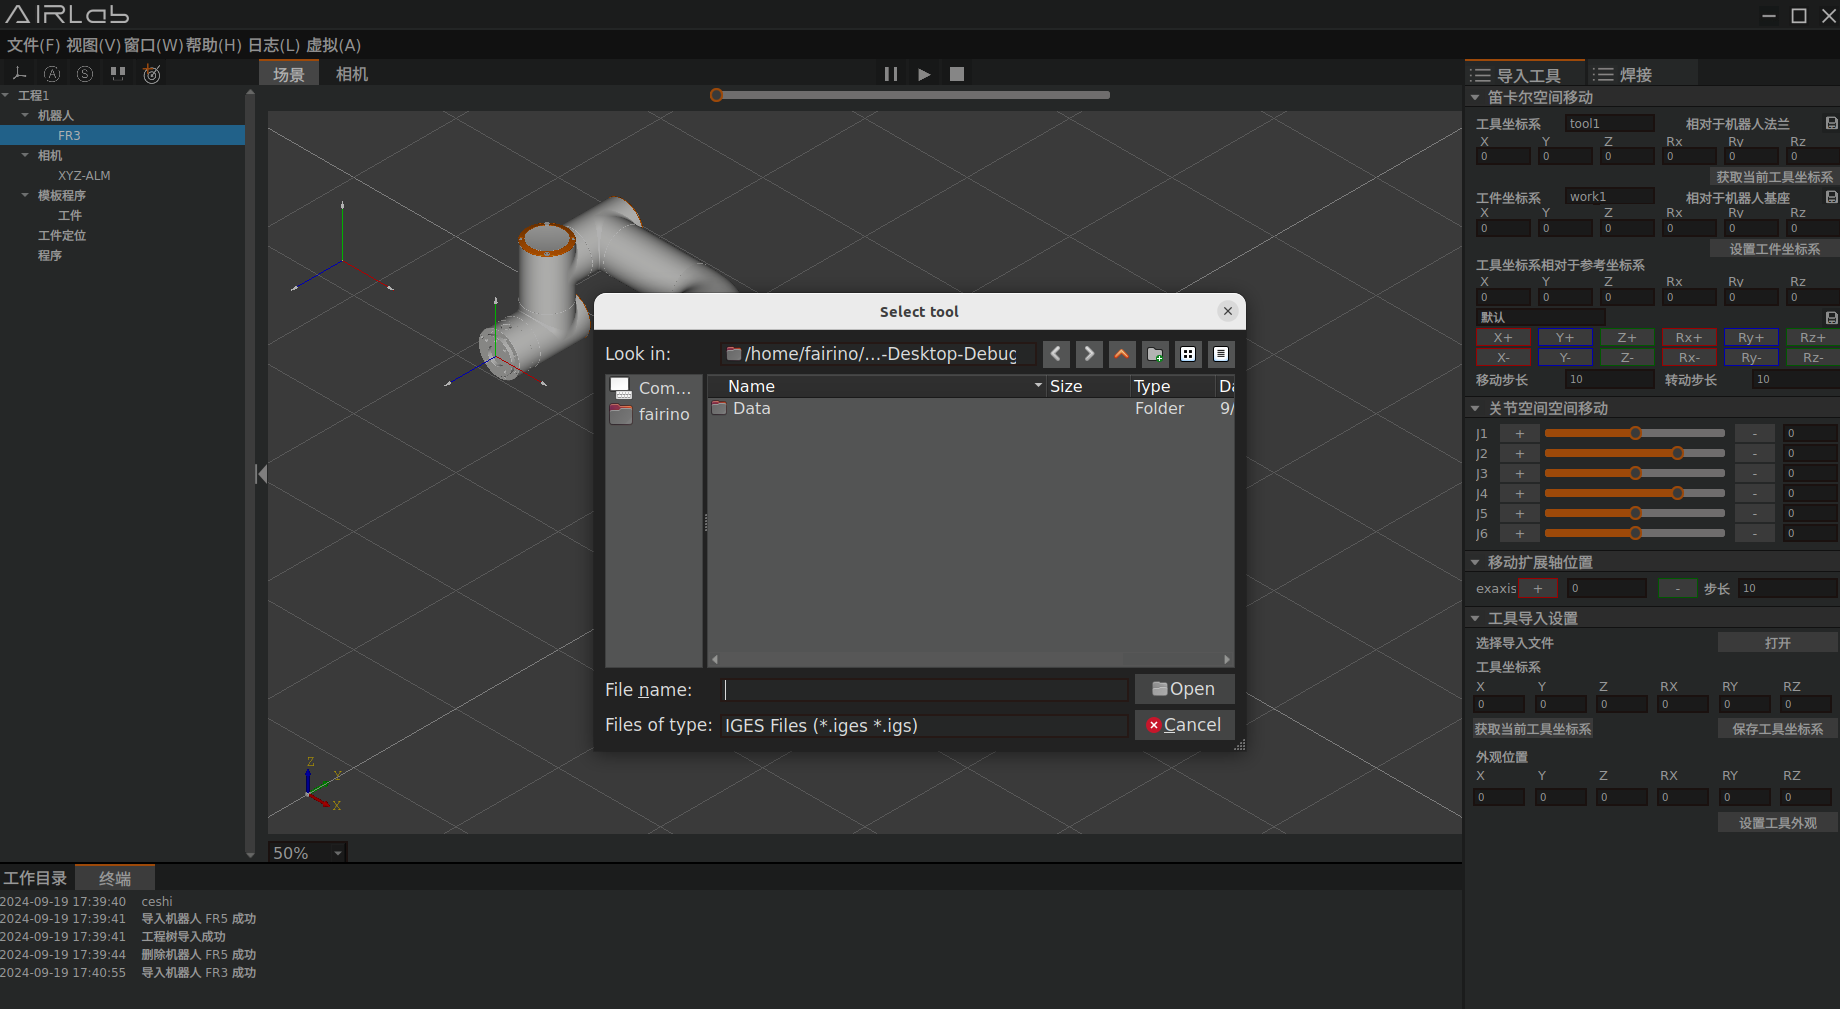 AIRLab
文件(F) 视图(V) 窗口(W) 帮助(H) 日志(L) 虚拟(A)
A S
场景 相机
工程1
机器人
FR3
相机
XYZ-ALM
模板程序
工件
工件定位
程序
Z Y X
50%
Select tool
Look in: /home/fairino/...-Desktop-Debug
Com...
fairino
Name Size Type Da
Data Folder 9/
File name:
Open
Files of type: IGES Files (*.iges *.igs)
Cancel
导入工具 焊接
笛卡尔空间移动
工具坐标系 tool1 相对于机器人法兰
X Y Z Rx Ry Rz
0 0 0 0 0 0
获取当前工具坐标系
工件坐标系 work1 相对于机器人基座
X Y Z Rx Ry Rz
0 0 0 0 0 0
设置工件坐标系
工具坐标系相对于参考坐标系
X Y Z Rx Ry Rz
0 0 0 0 0 0
默认
X+ Y+ Z+ Rx+ Ry+ Rz+
X- Y- Z- Rx- Ry- Rz-
移动步长 10 转动步长 10
关节空间空间移动
J1 + - 0
J2 + - 0
J3 + - 0
J4 + - 0
J5 + - 0
J6 + - 0
移动扩展轴位置
exaxis + 0 - 步长 10
工具导入设置
选择导入文件 打开
工具坐标系
X Y Z RX RY RZ
0 0 0 0 0 0
获取当前工具坐标系 保存工具坐标系
外观位置
X Y Z RX RY RZ
0 0 0 0 0 0
设置工具外观
工作目录 终端
2024-09-19 17:39:40 ceshi
2024-09-19 17:39:41 导入机器人 FR5 成功
2024-09-19 17:39:41 工程树导入成功
2024-09-19 17:39:44 删除机器人 FR5 成功
2024-09-19 17:40:55 导入机器人 FR3 成功